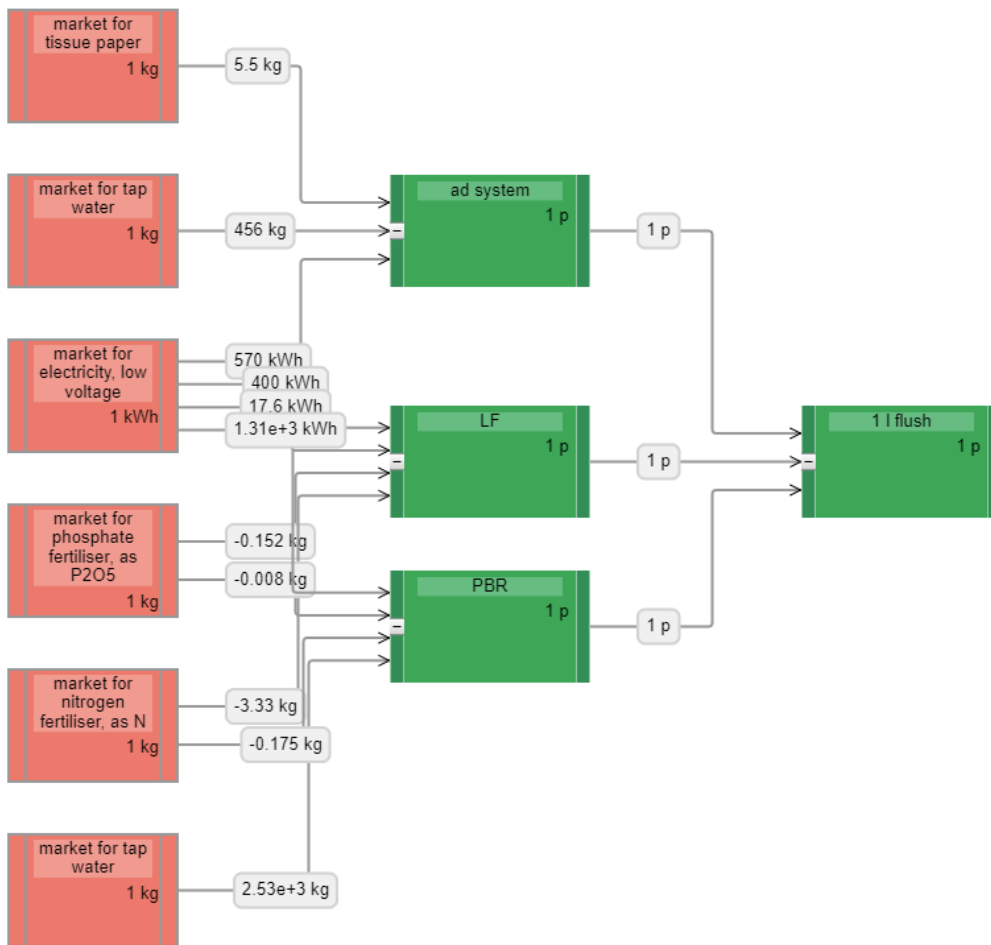 market for
tissue paper
1 kg
5.5 kg
market for tap
water
1 kg
456 kg
ad system
1 p
1 p
market for
electricity, low
voltage
1 kWh
570 kWh
400 kWh
17.6 kWh
1.31e+3 kWh
LF
1 p
1 p
1 l flush
1 p
market for
phosphate
fertiliser, as
P2O5
1 kg
-0.152 kg
-0.008 kg
PBR
1 p
1 p
market for
nitrogen
fertiliser, as N
1 kg
-3.33 kg
-0.175 kg
market for tap
water
1 kg
2.53e+3 kg